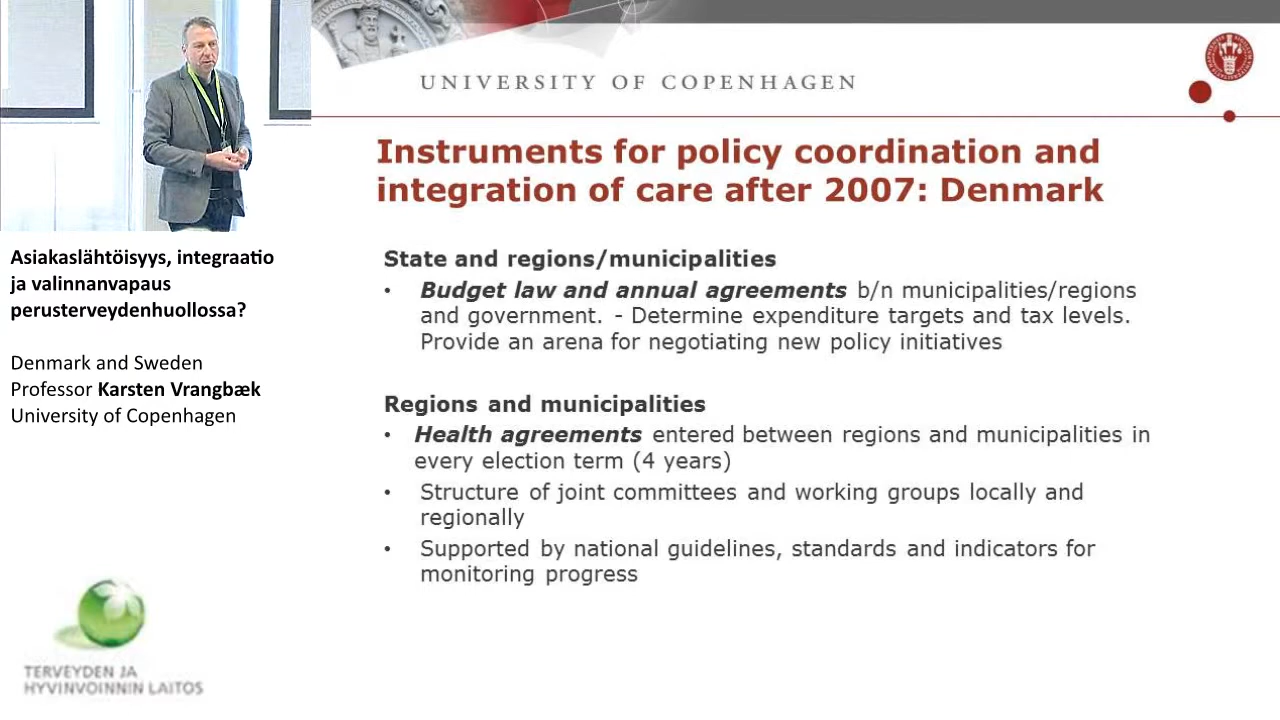 UNIVERSITY OF COPENHAGEN
Instruments for policy coordination and
integration of care after 2007: Denmark
State and regions/municipalities
• Budget law and annual agreements b/n municipalities/regions
and government. - Determine expenditure targets and tax levels.
Provide an arena for negotiating new policy initiatives
Regions and municipalities
• Health agreements entered between regions and municipalities in
every election term (4 years)
• Structure of joint committees and working groups locally and
regionally
• Supported by national guidelines, standards and indicators for
monitoring progress
Asiakaslähtöisyys, integraatio
ja valinnanvapaus
perusterveydenhuollossa?
Denmark and Sweden
Professor Karsten Vrangbæk
University of Copenhagen
TERVEYDEN JA
HYVINVOINNIN LAITOS